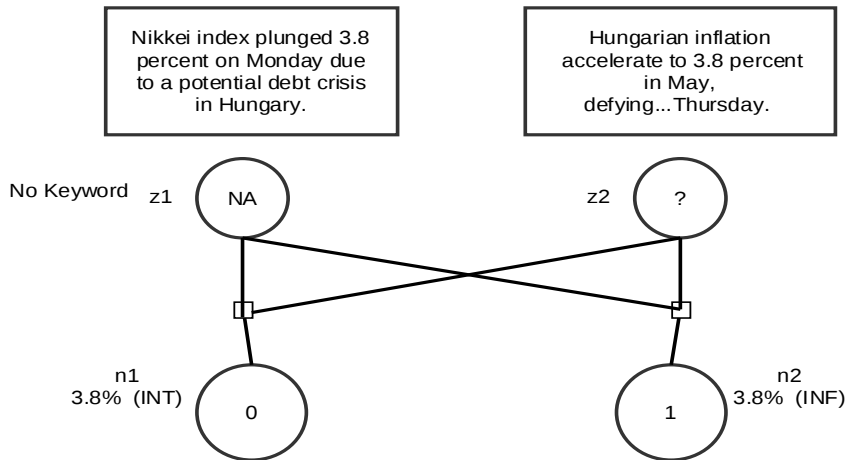 Nikkei index plunged 3.8
percent on Monday due
to a potential debt crisis
in Hungary.
Hungarian inflation
accelerate to 3.8 percent
in May,
defying...Thursday.
No Keyword
z1
NA
z2
?
n1
3.8% (INT)
0
1
n2
3.8% (INF)